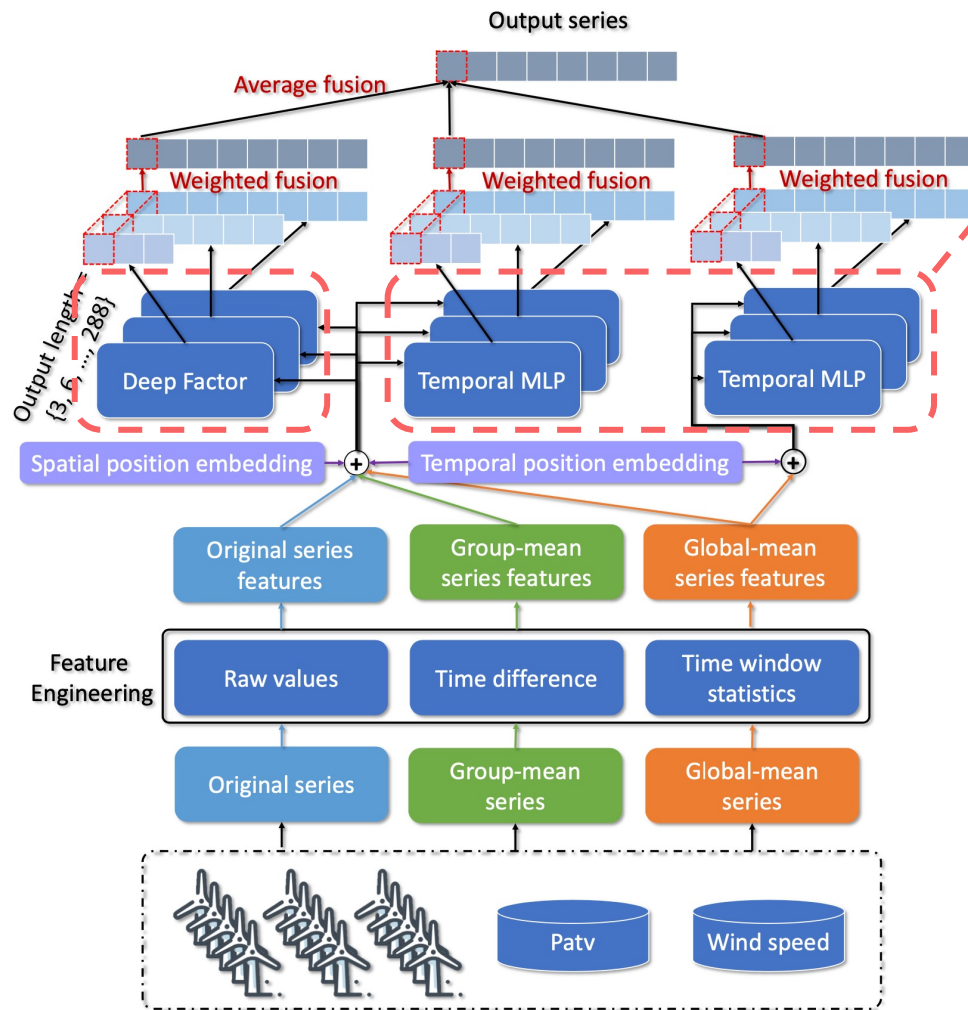 Output series
Average fusion
Weighted fusion
Weighted fusion
Weighted fusion
Output length
{3, 6, ..., 288}
Deep Factor
Temporal MLP
Temporal MLP
Spatial position embedding
+
Temporal position embedding
+
Original series
features
Group-mean
series features
Global-mean
series features
Feature
Engineering
Raw values
Time difference
Time window
statistics
Original series
Group-mean
series
Global-mean
series
Patv
Wind speed